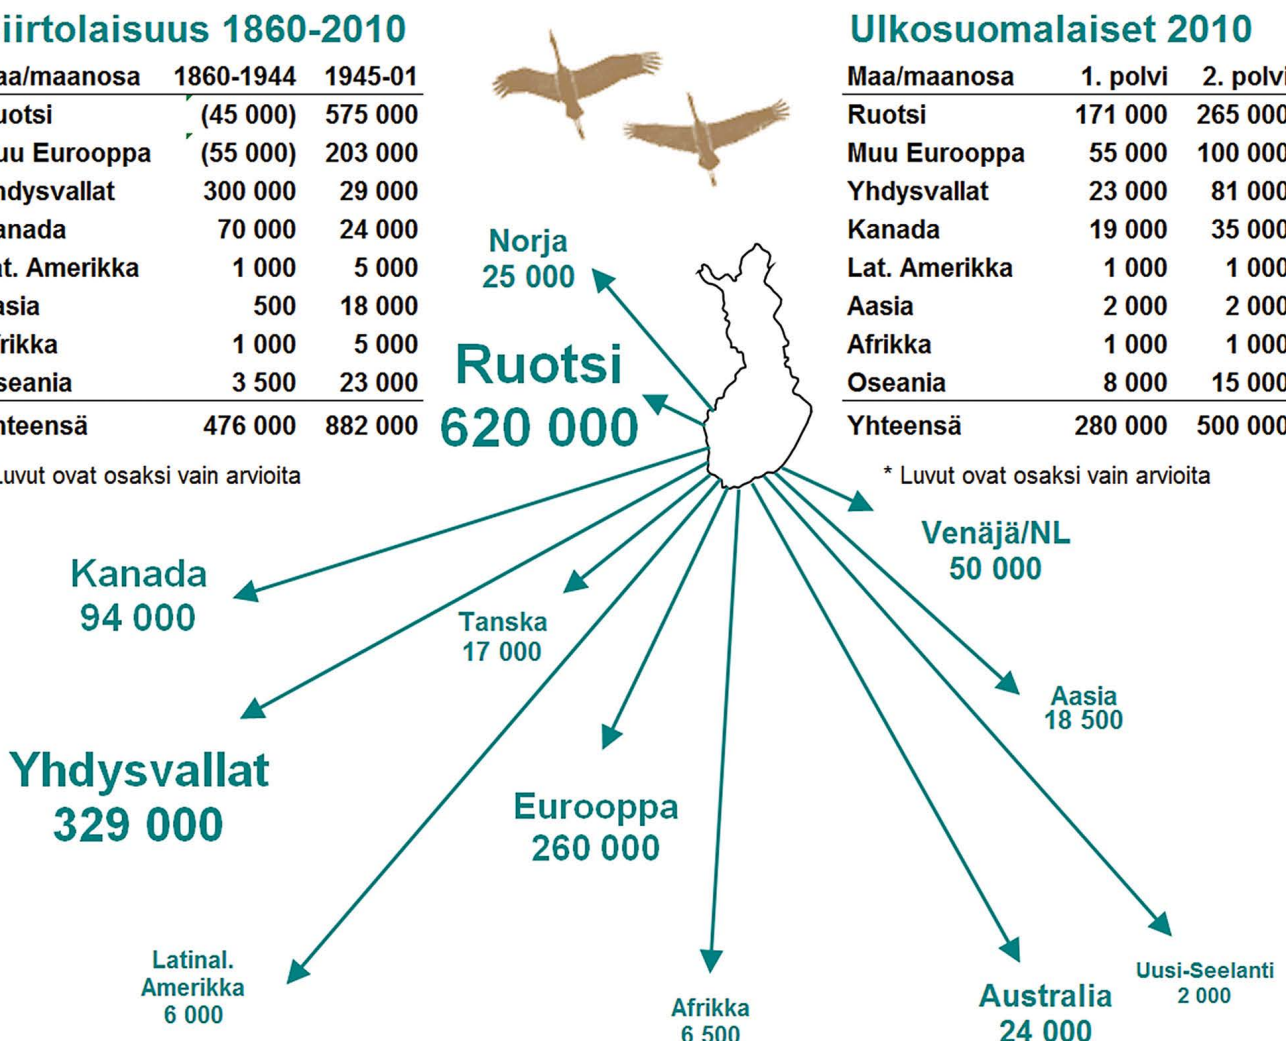 iirtolaisuus 1860-2010
aa/maanosa 1860-1944 1945-01
uotsi (45 000) 575 000
uu Eurooppa (55 000) 203 000
hdysvallat 300 000 29 000
anada 70 000 24 000
at. Amerikka 1 000 5 000
asia 500 18 000
frikka 1 000 5 000
seania 3 500 23 000
hteensä 476 000 882 000
Luvut ovat osaksi vain arvioita
Ulkosuomalaiset 2010
Maa/maanosa 1. polvi 2. polvi
Ruotsi 171 000 265 000
Muu Eurooppa 55 000 100 000
Yhdysvallat 23 000 81 000
Kanada 19 000 35 000
Lat. Amerikka 1 000 1 000
Aasia 2 000 2 000
Afrikka 1 000 1 000
Oseania 8 000 15 000
Yhteensä 280 000 500 000
* Luvut ovat osaksi vain arvioita
Norja
25 000
Ruotsi
620 000
Venäjä/NL
50 000
Kanada
94 000
Tanska
17 000
Aasia
18 500
Yhdysvallat
329 000
Eurooppa
260 000
Latinal.
Amerikka
6 000
Afrikka
6 500
Australia
24 000
Uusi-Seelanti
2 000